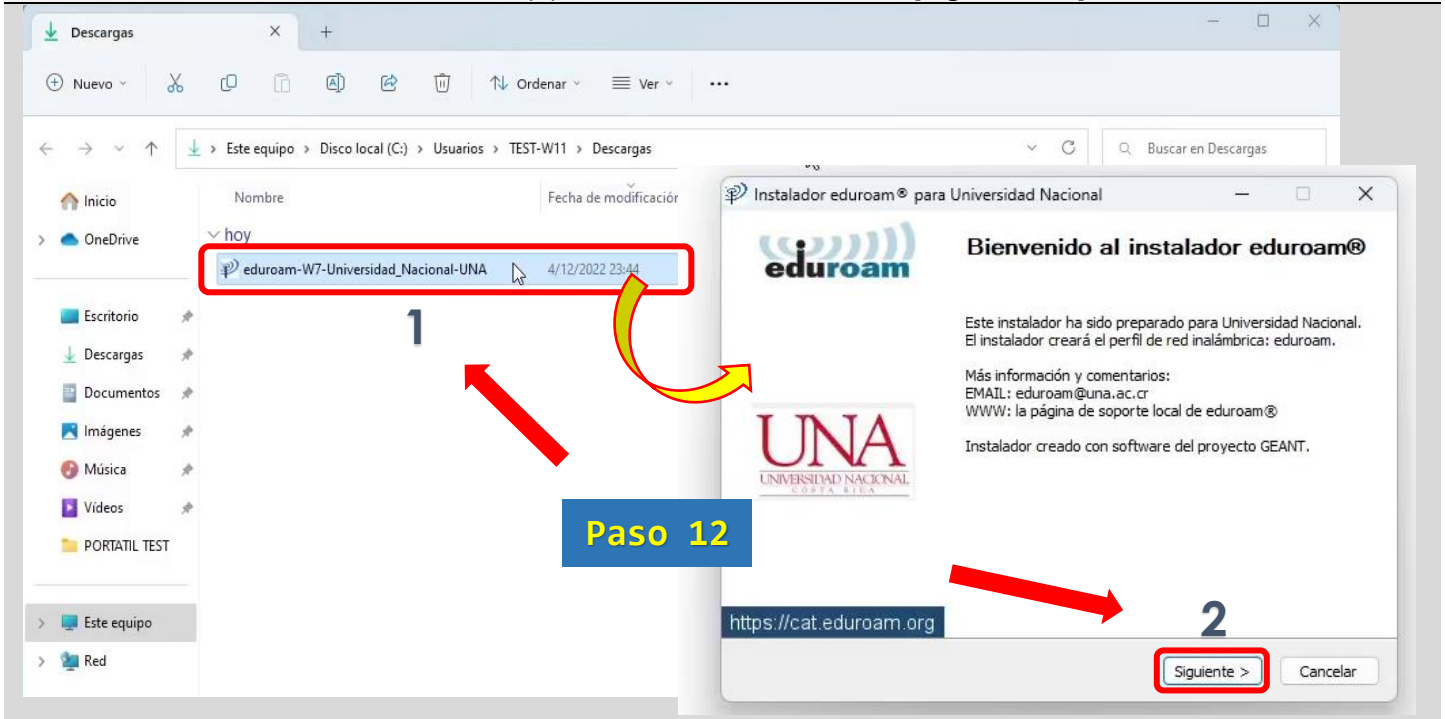 Descargas
Nuevo
Ordenar
Ver
Este equipo > Disco local (C:) > Usuarios > TEST-W11 > Descargas
Buscar en Descargas
Inicio
OneDrive
Escritorio
Descargas
Documentos
Imágenes
Música
Vídeos
PORTATIL TEST
Este equipo
Red
Nombre
Fecha de modificación
hoy
eduroam-W7-Universidad_Nacional-UNA 4/12/2022 23:44
1
Paso 12
Instalador eduroam® para Universidad Nacional
eduroam
Bienvenido al instalador eduroam®
Este instalador ha sido preparado para Universidad Nacional.
El instalador creará el perfil de red inalámbrica: eduroam.
Más información y comentarios:
EMAIL: eduroam@una.ac.cr
WWW: la página de soporte local de eduroam®
Instalador creado con software del proyecto GEANT.
UNA
UNIVERSIDAD NACIONAL
COSTA RICA
https://cat.eduroam.org
2
Siguiente >
Cancelar